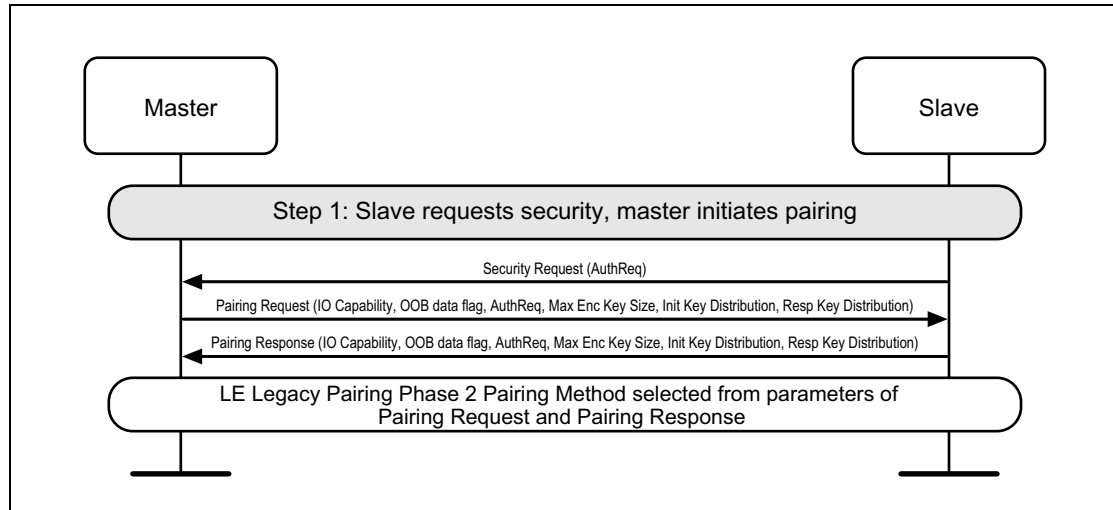 Master
Slave
Step 1: Slave requests security, master initiates pairing
Security Request (AuthReq)
Pairing Request (IO Capability, OOB data flag, AuthReq, Max Enc Key Size, Init Key Distribution, Resp Key Distribution)
Pairing Response (IO Capability, OOB data flag, AuthReq, Max Enc Key Size, Init Key Distribution, Resp Key Distribution)
LE Legacy Pairing Phase 2 Pairing Method selected from parameters of
Pairing Request and Pairing Response